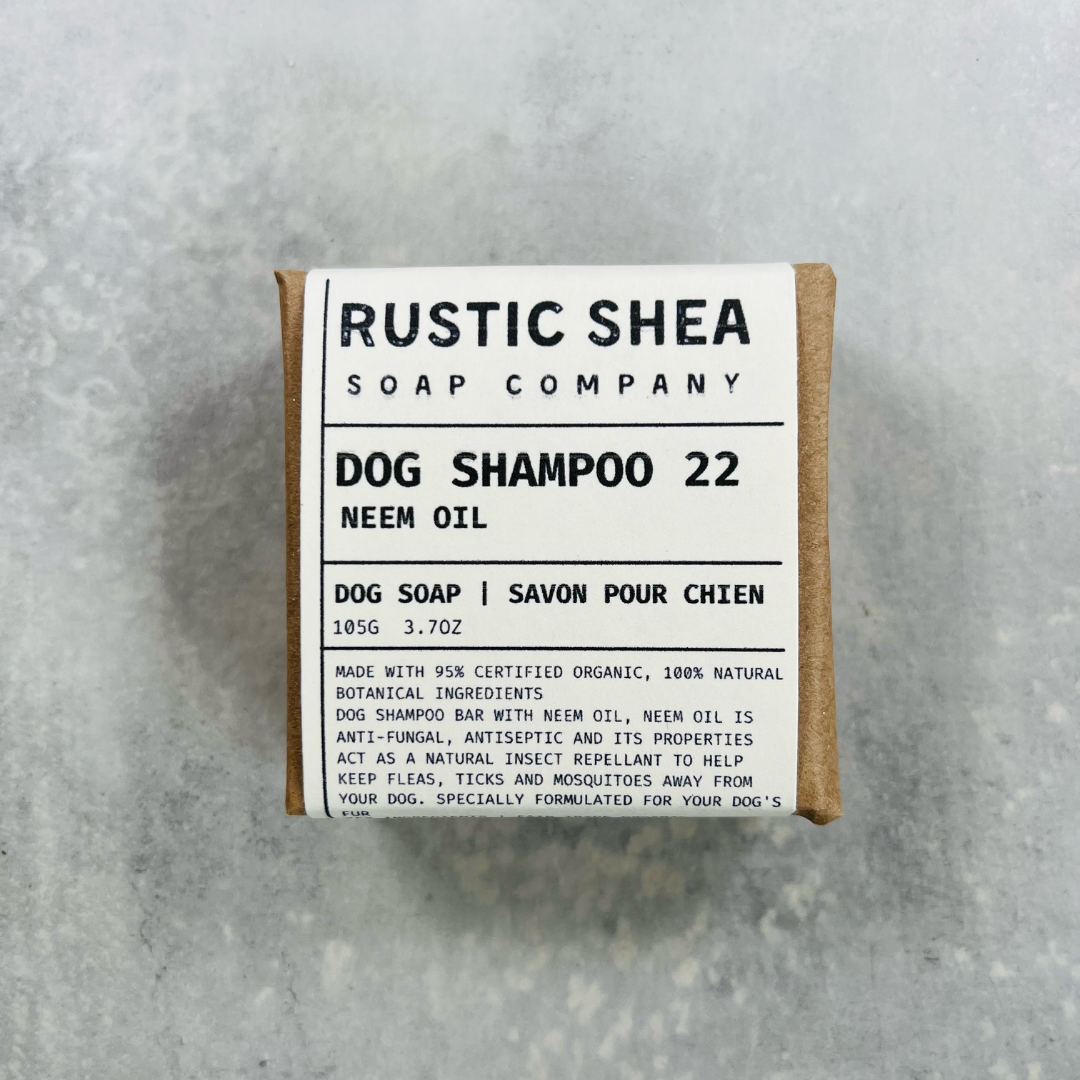 RUSTIC SHEA
SOAP COMPANY
DOG SHAMPOO 22
NEEM OIL
DOG SOAP | SAVON POUR CHIEN
105G 3.7OZ
MADE WITH 95% CERTIFIED ORGANIC, 100% NATURAL
BOTANICAL INGREDIENTS
DOG SHAMPOO BAR WITH NEEM OIL, NEEM OIL IS
ANTI-FUNGAL, ANTISEPTIC AND ITS PROPERTIES
ACT AS A NATURAL INSECT REPELLANT TO HELP
KEEP FLEAS, TICKS AND MOSQUITOES AWAY FROM
YOUR DOG. SPECIALLY FORMULATED FOR YOUR DOG'S
FUR